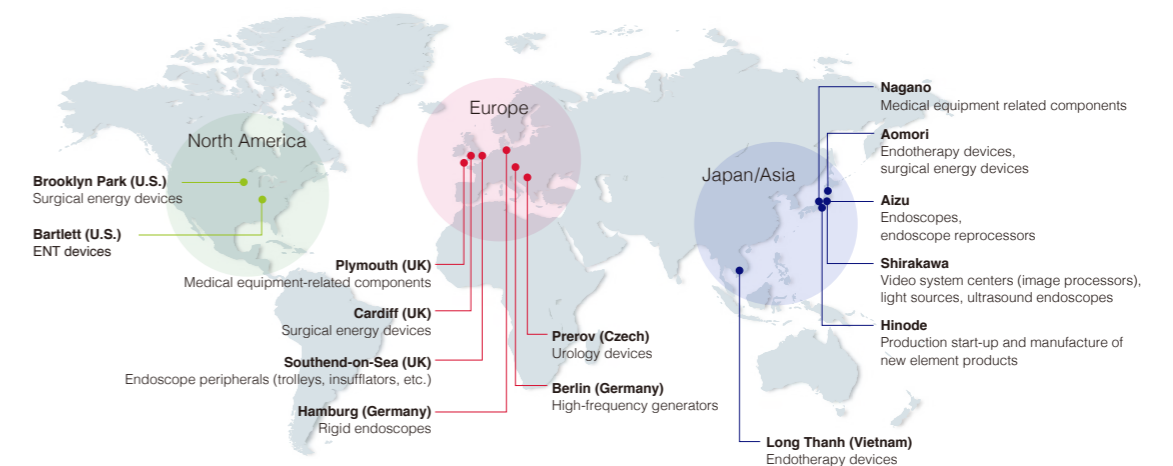 North America
Brooklyn Park (U.S.)
Surgical energy devices
Bartlett (U.S.)
ENT devices
Europe
Plymouth (UK)
Medical equipment-related components
Cardiff (UK)
Surgical energy devices
Southend-on-Sea (UK)
Endoscope peripherals (trolleys, insufflators, etc.)
Hamburg (Germany)
Rigid endoscopes
Prerov (Czech)
Urology devices
Berlin (Germany)
High-frequency generators
Japan/Asia
Nagano
Medical equipment related components
Aomori
Endotherapy devices,
surgical energy devices
Aizu
Endoscopes,
endoscope reprocessors
Shirakawa
Video system centers (image processors),
light sources, ultrasound endoscopes
Hinode
Production start-up and manufacture of
new element products
Long Thanh (Vietnam)
Endotherapy devices